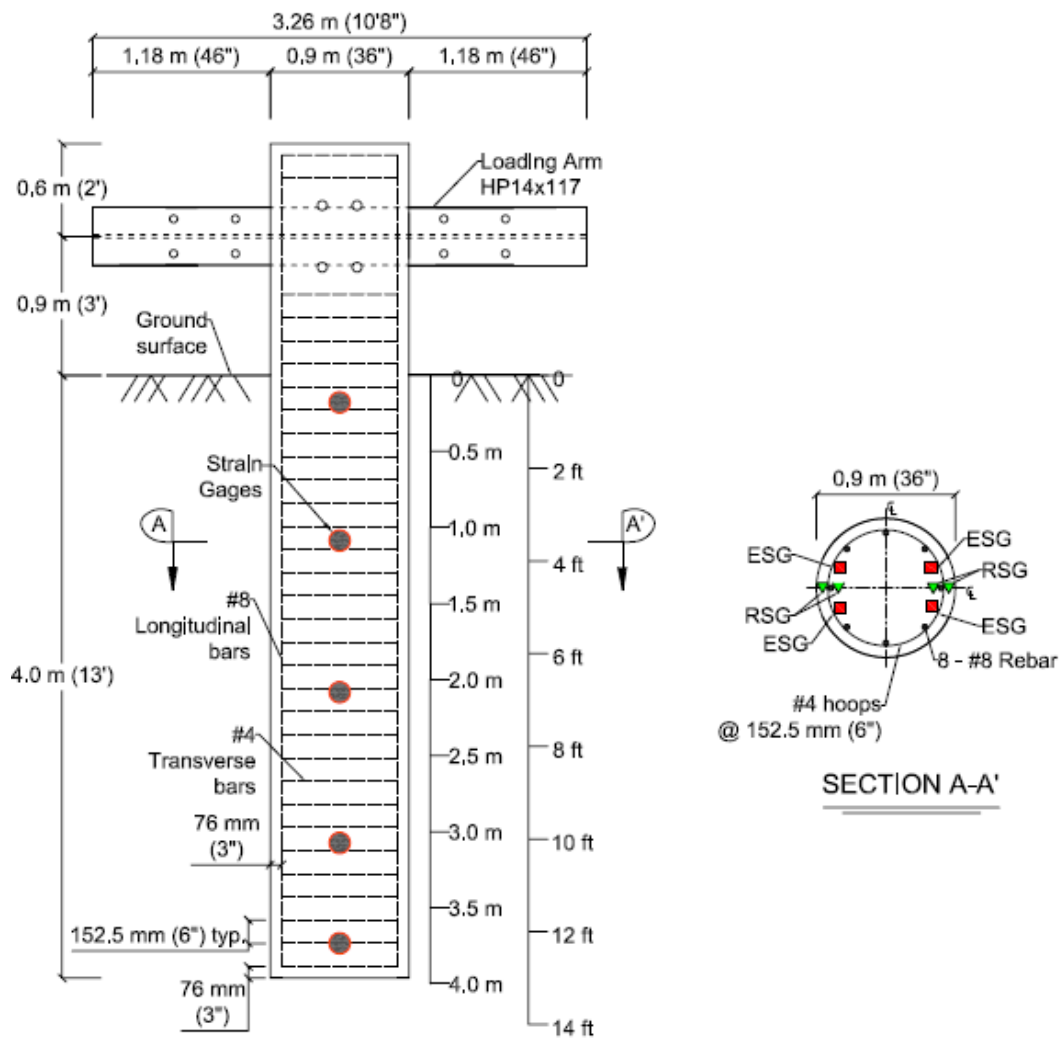 3.26 m (10'8")
1.18 m (46")
0.9 m (36")
1.18 m (46")
0.6 m (2')
Loading Arm
HP14x117
0.9 m (3')
Ground
surface
0
0
0.5 m
2 ft
Strain
Gages
A
A'
1.0 m
4 ft
#8
Longitudinal
bars
1.5 m
6 ft
4.0 m (13')
2.0 m
#4
Transverse
bars
2.5 m
8 ft
76 mm
(3")
3.0 m
10 ft
3.5 m
152.5 mm (6") typ.
12 ft
76 mm
(3")
4.0 m
14 ft
0.9 m (36")
℄
ESG
ESG
RSG
℄
RSG
ESG
ESG
8 - #8 Rebar
#4 hoops
@ 152.5 mm (6")
SECTION A-A'